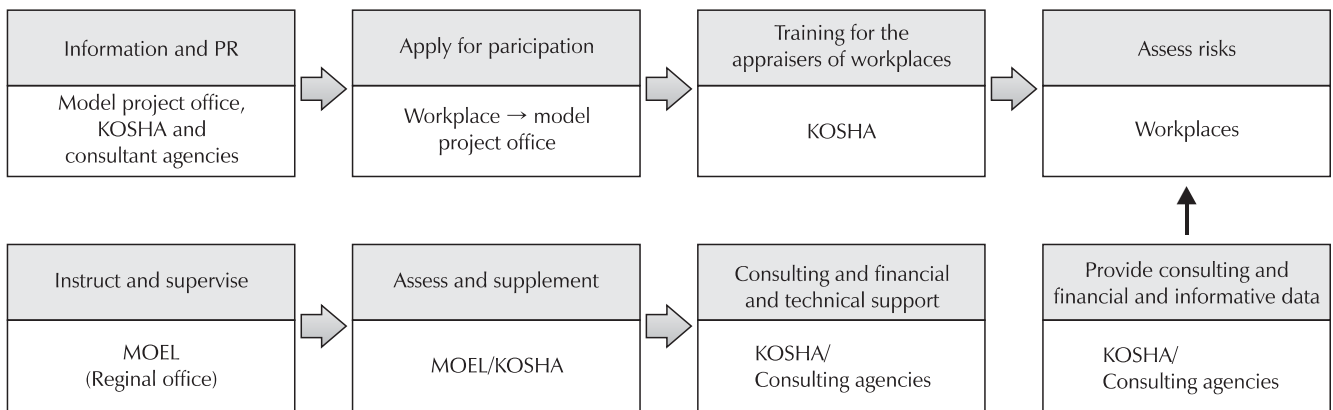 Information and PR
Model project office,
KOSHA and
consultant agencies
Apply for paricipation
Workplace → model
project office
Training for the
appraisers of workplaces
KOSHA
Assess risks
Workplaces
Instruct and supervise
MOEL
(Reginal office)
Assess and supplement
MOEL/KOSHA
Consulting and financial
and technical support
KOSHA/
Consulting agencies
Provide consulting and
financial and informative data
KOSHA/
Consulting agencies